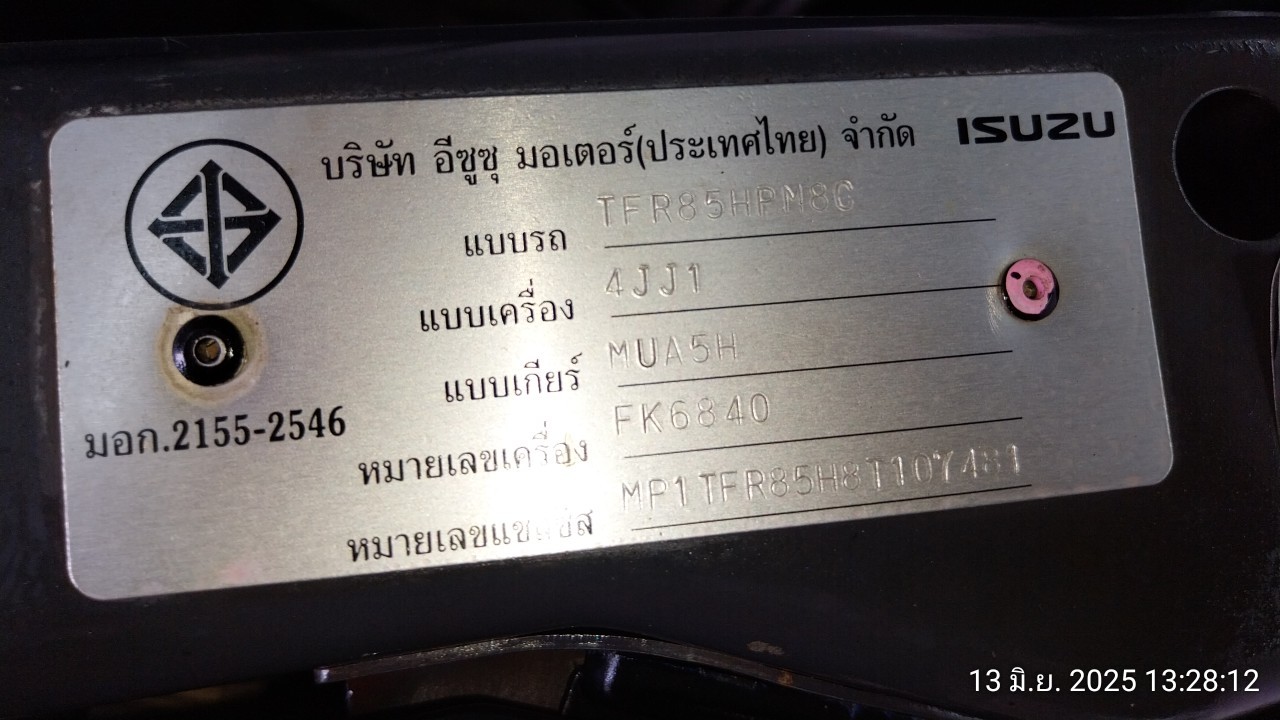 บริษัท อีซูซุ มอเตอร์(ประเทศไทย) จำกัด ISUZU
แบบรถ TFR85HPM8C
แบบเครื่อง 4JJ1
แบบเกียร์ MUA5H
มอก.2155-2546
หมายเลขเครื่อง FK6840
หมายเลขแชสซีส
13 มิ.ย. 2025 13:28:12